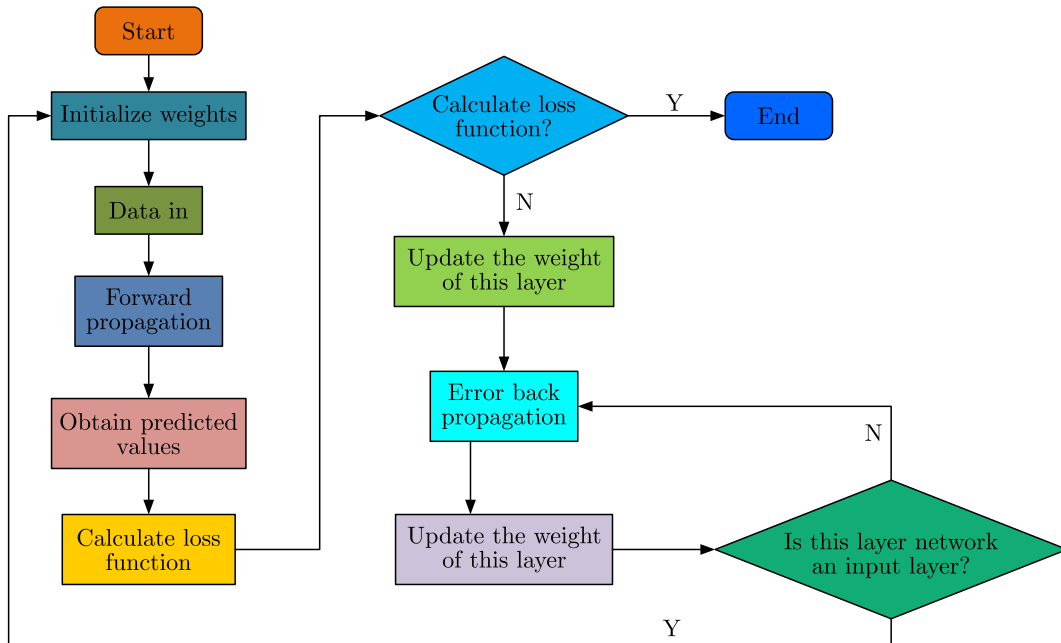 Start
Initialize weights
Data in
Forward
propagation
Obtain predicted
values
Calculate loss
function
Calculate loss
function?
Y
End
N
Update the weight
of this layer
Error back
propagation
N
Update the weight
of this layer
Is this layer network
an input layer?
Y